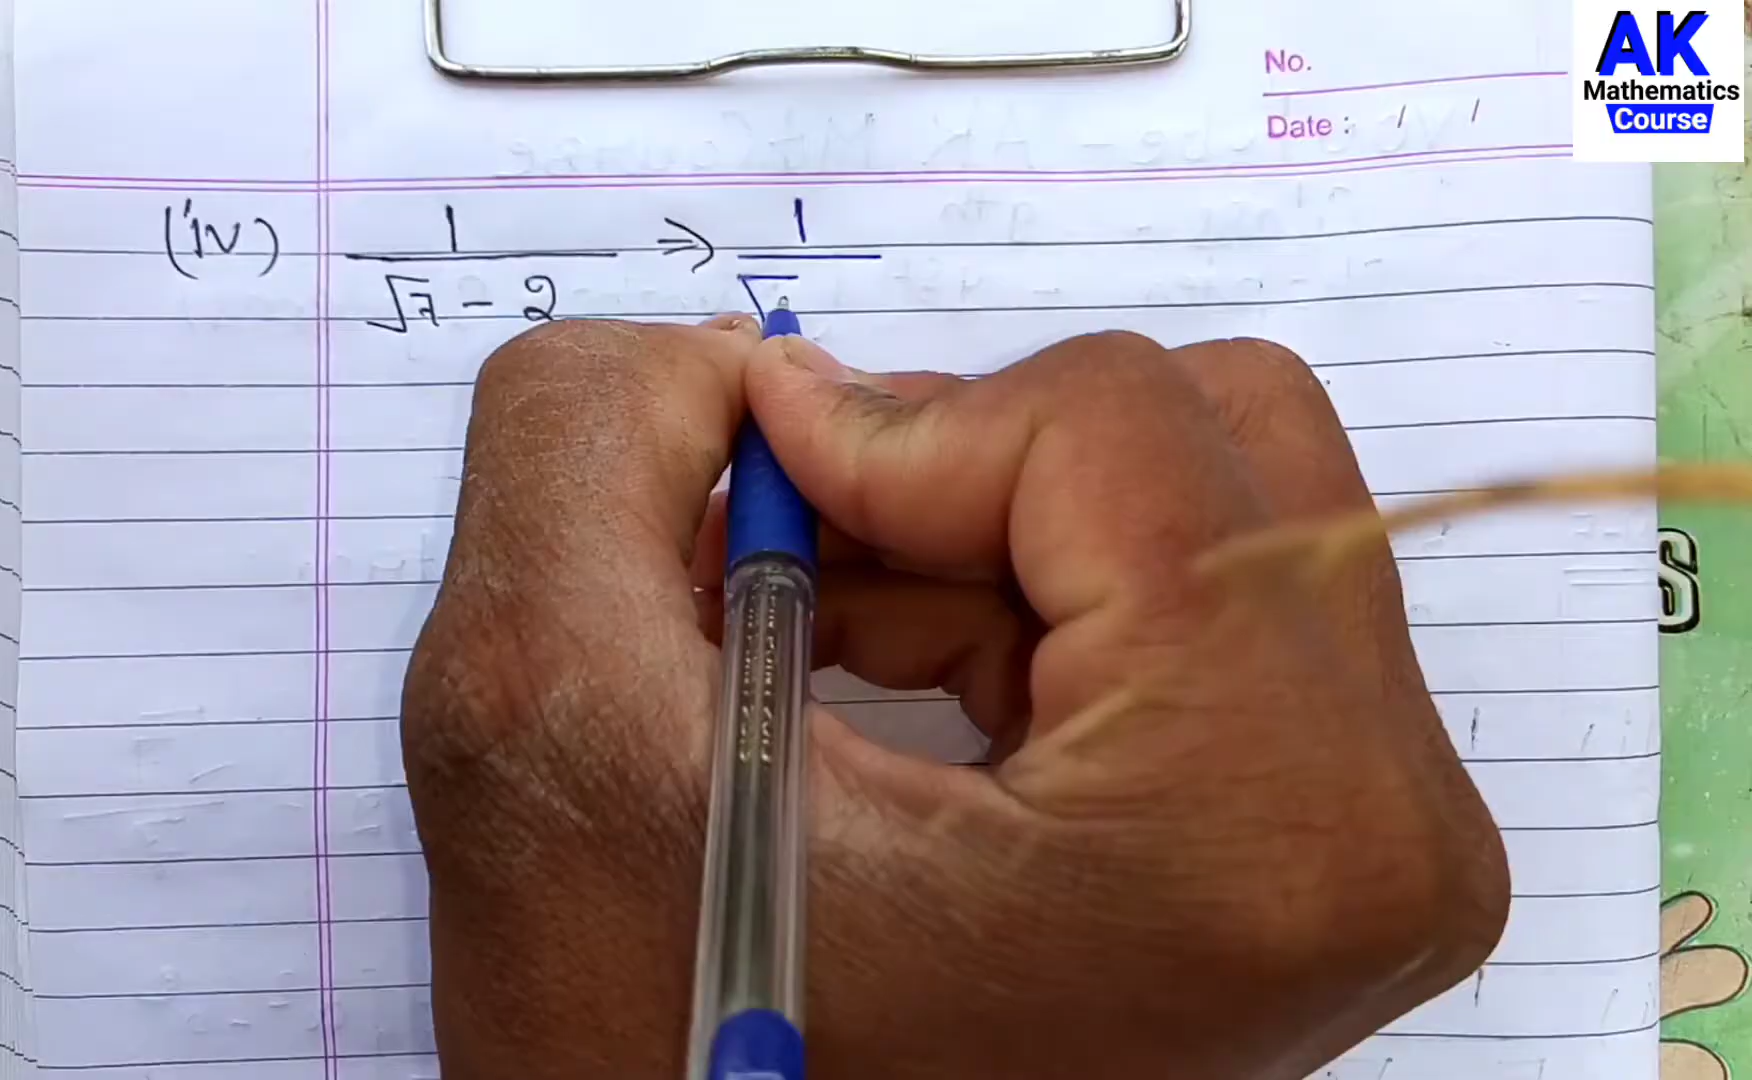 AK
Mathematics
Course
No.
Date : / /
(iv) 1/(√7 - 2) ⇒ 1/√
S